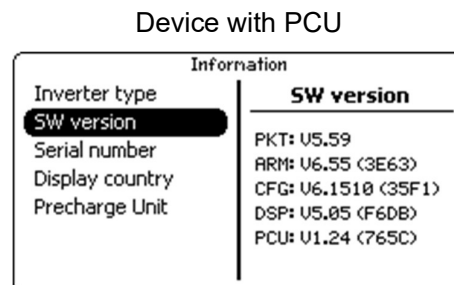 Device with PCU
Information
Inverter type
SW version
Serial number
Display country
Precharge Unit
SW version
PKT: V5.59
ARM: V6.55 (3E63)
CFG: V6.1510 (35F1)
DSP: V5.05 (F6DB)
PCU: V1.24 (765C)